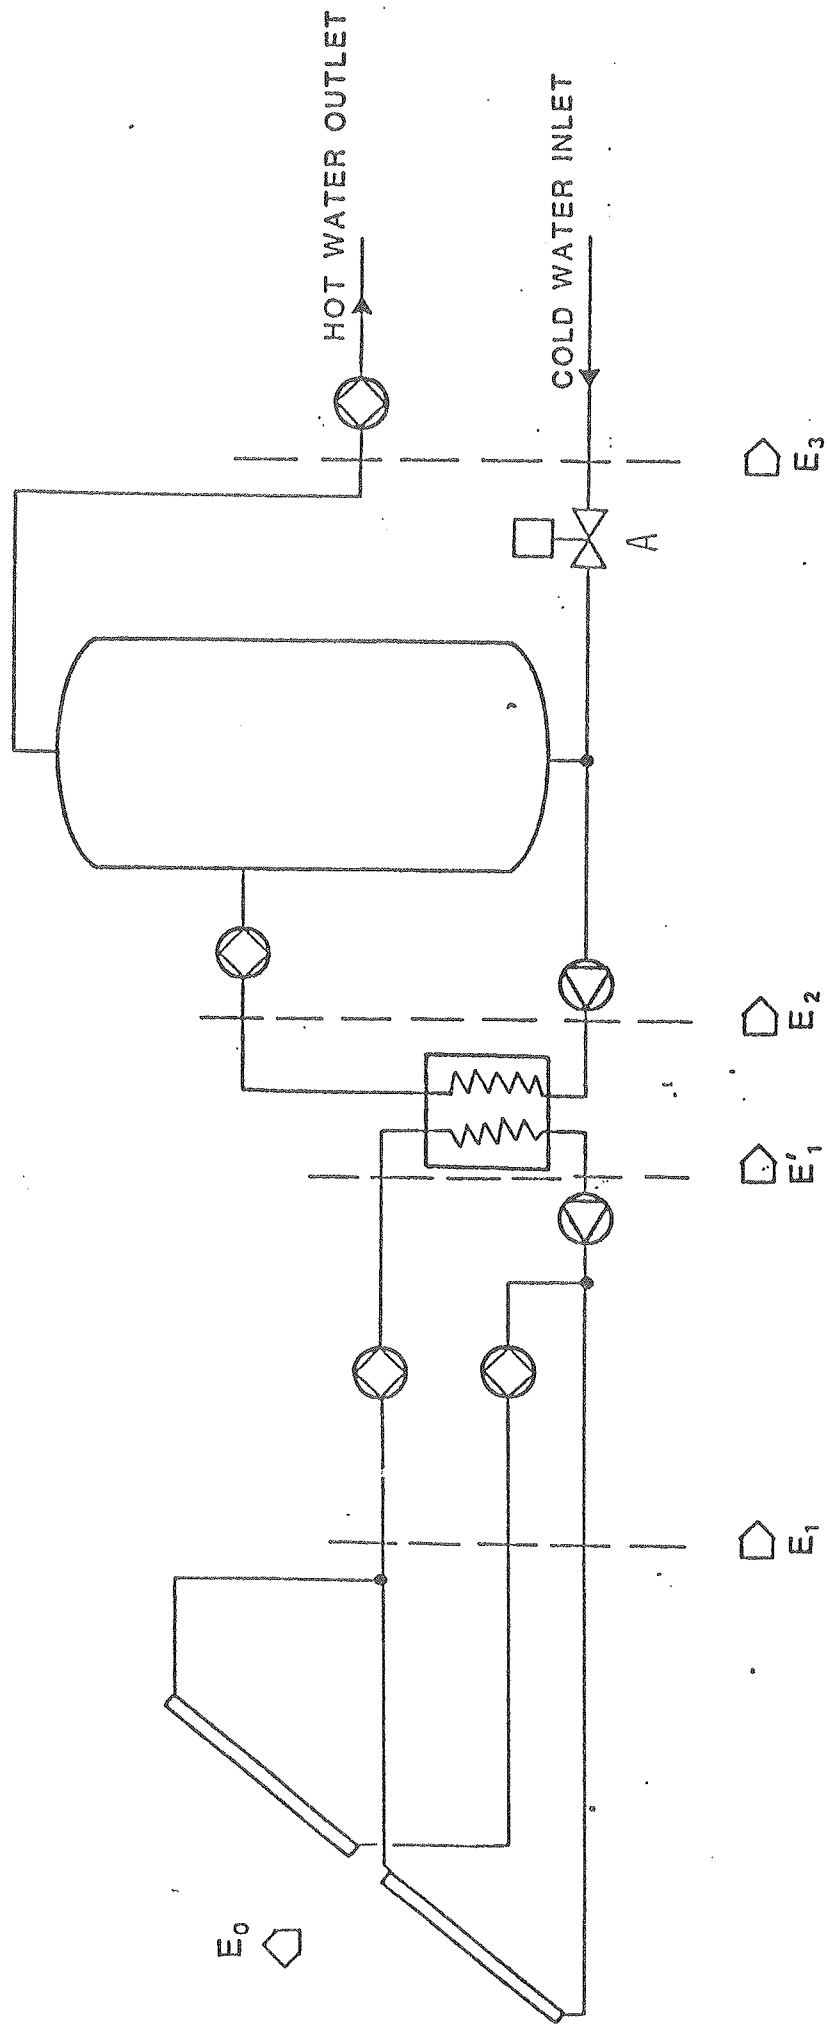 HOT WATER OUTLET
COLD WATER INLET
A
E₀
E₁
E'₁
E₂
E₃